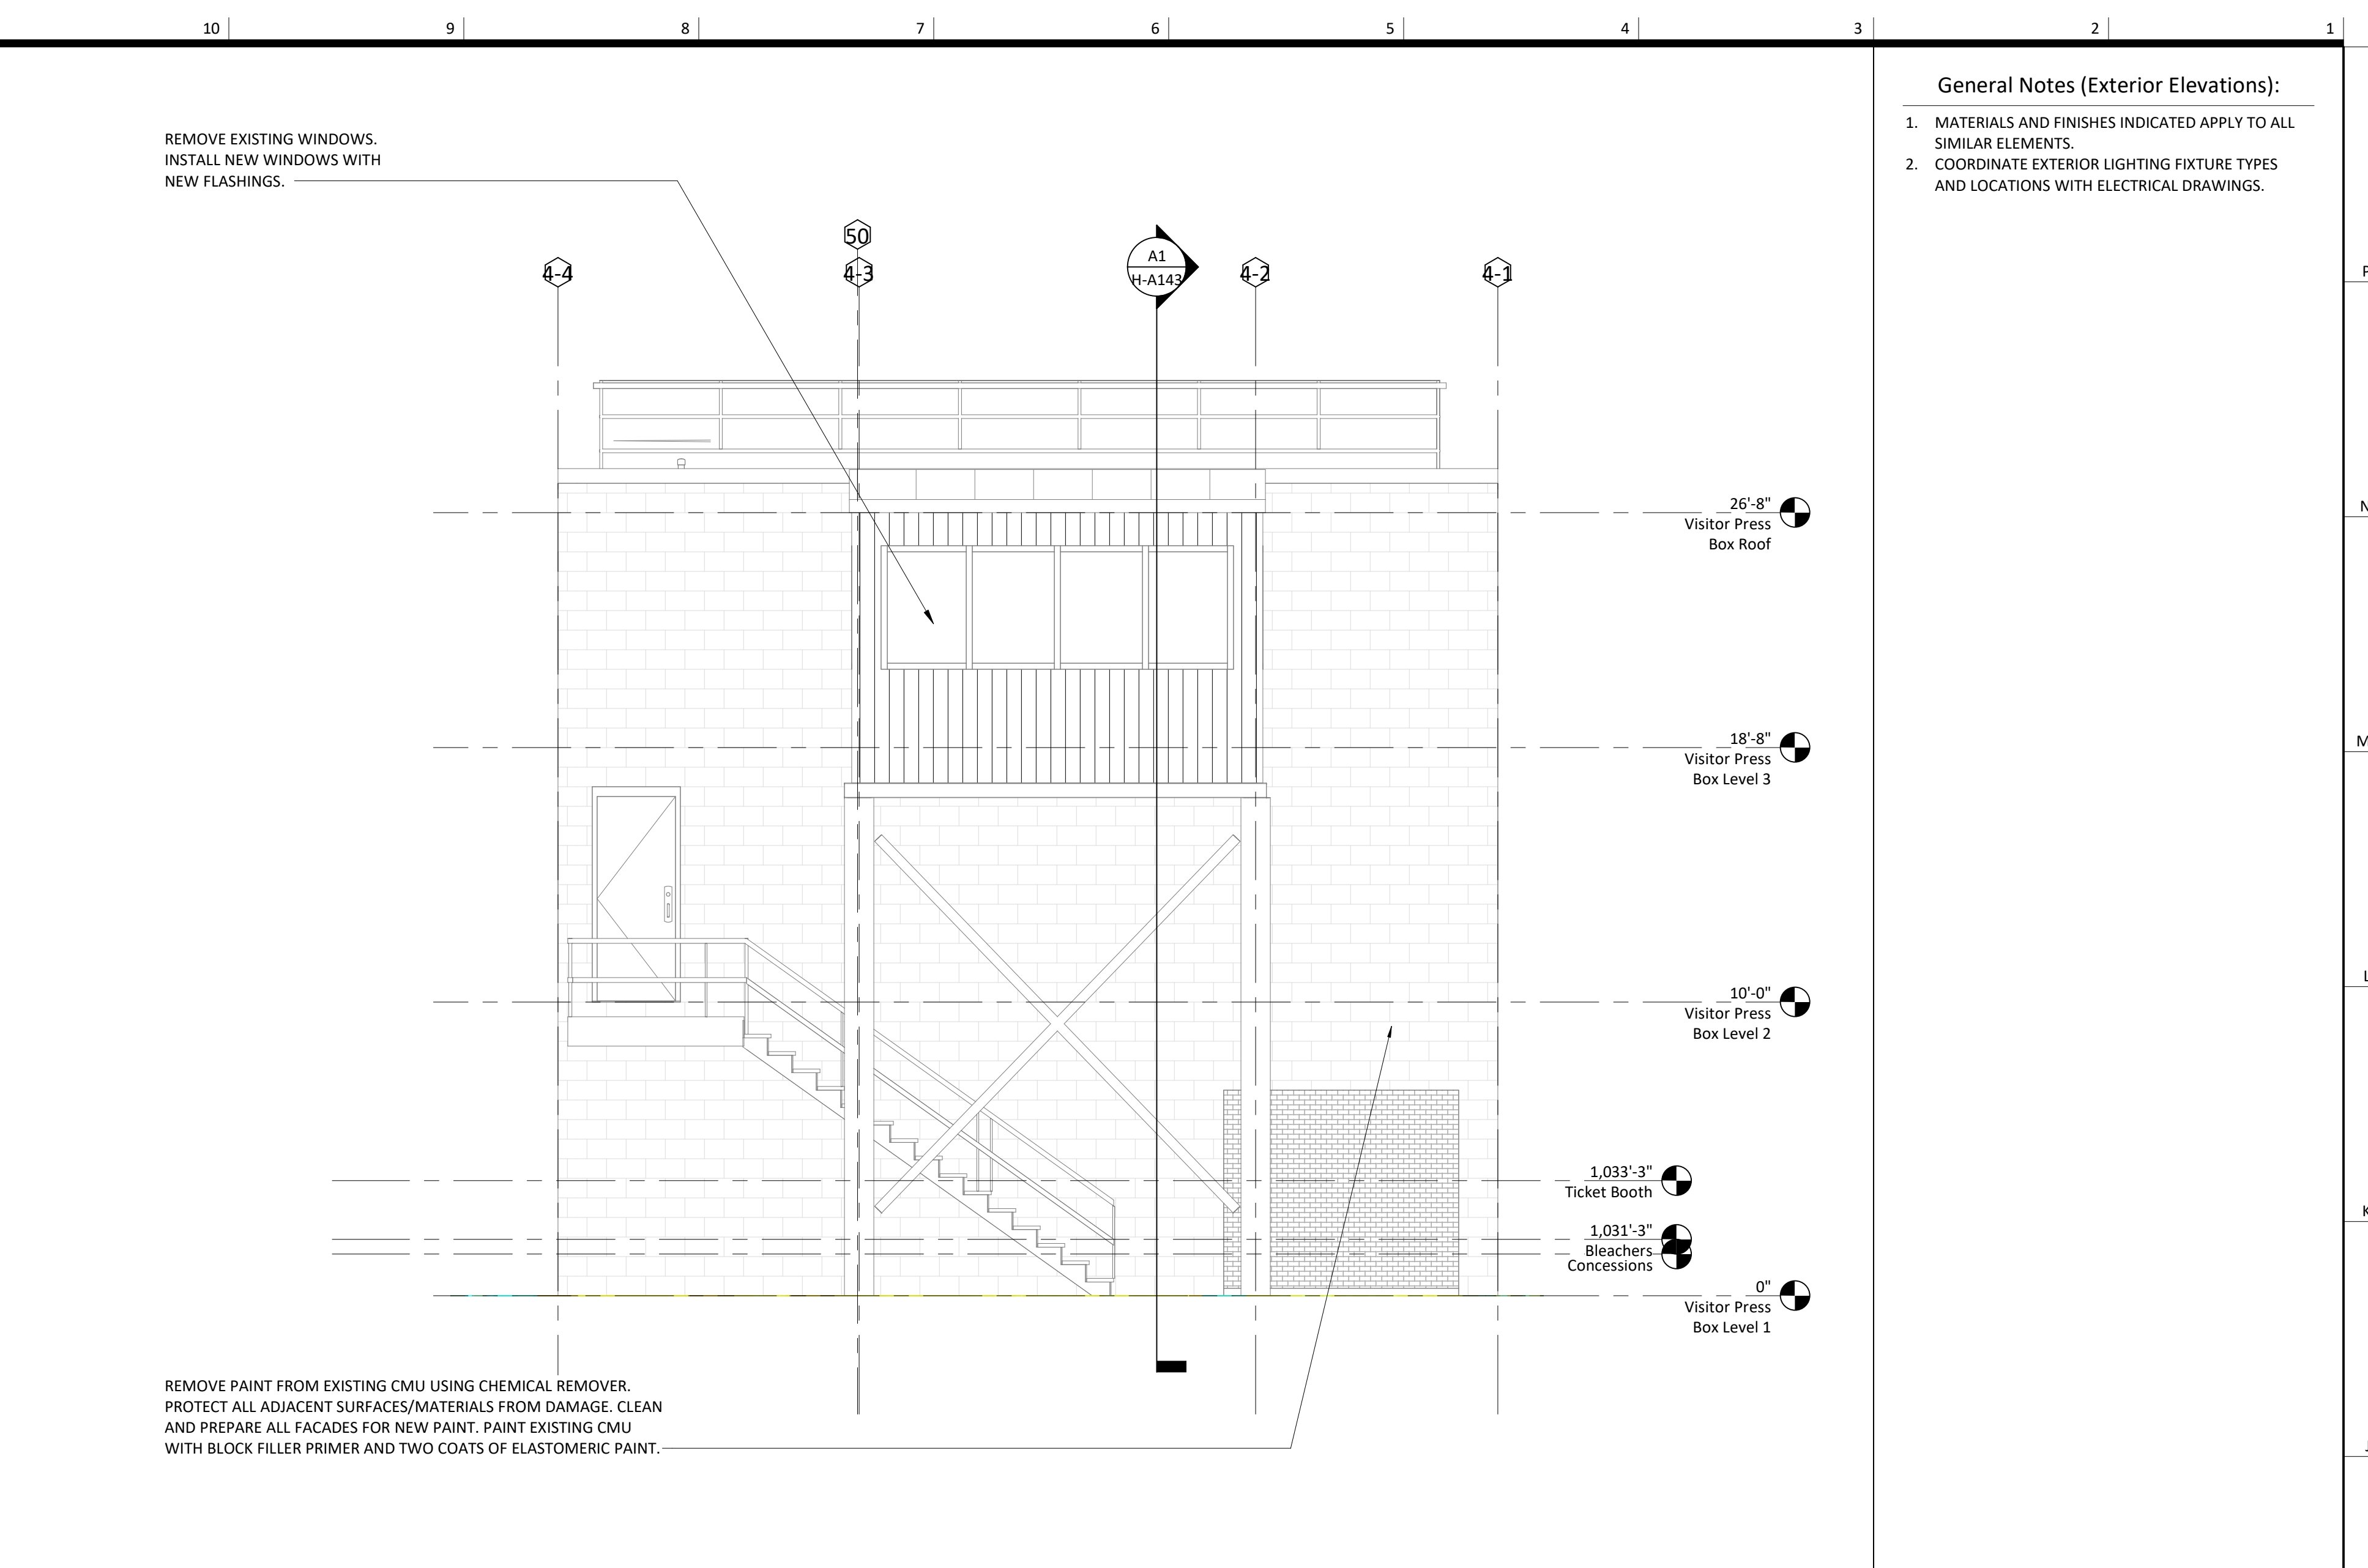 10 9 8 7 6 5 4 3 2 1
General Notes (Exterior Elevations):
1. MATERIALS AND FINISHES INDICATED APPLY TO ALL
SIMILAR ELEMENTS.
2. COORDINATE EXTERIOR LIGHTING FIXTURE TYPES
AND LOCATIONS WITH ELECTRICAL DRAWINGS.
REMOVE EXISTING WINDOWS.
INSTALL NEW WINDOWS WITH
NEW FLASHINGS.
50
A1
H-A143
4-4 4-3 4-2 4-1
26'-8"
Visitor Press
Box Roof
18'-8"
Visitor Press
Box Level 3
10'-0"
Visitor Press
Box Level 2
1,033'-3"
Ticket Booth
1,031'-3"
Bleachers
Concessions
0"
Visitor Press
Box Level 1
REMOVE PAINT FROM EXISTING CMU USING CHEMICAL REMOVER.
PROTECT ALL ADJACENT SURFACES/MATERIALS FROM DAMAGE. CLEAN
AND PREPARE ALL FACADES FOR NEW PAINT. PAINT EXISTING CMU
WITH BLOCK FILLER PRIMER AND TWO COATS OF ELASTOMERIC PAINT.